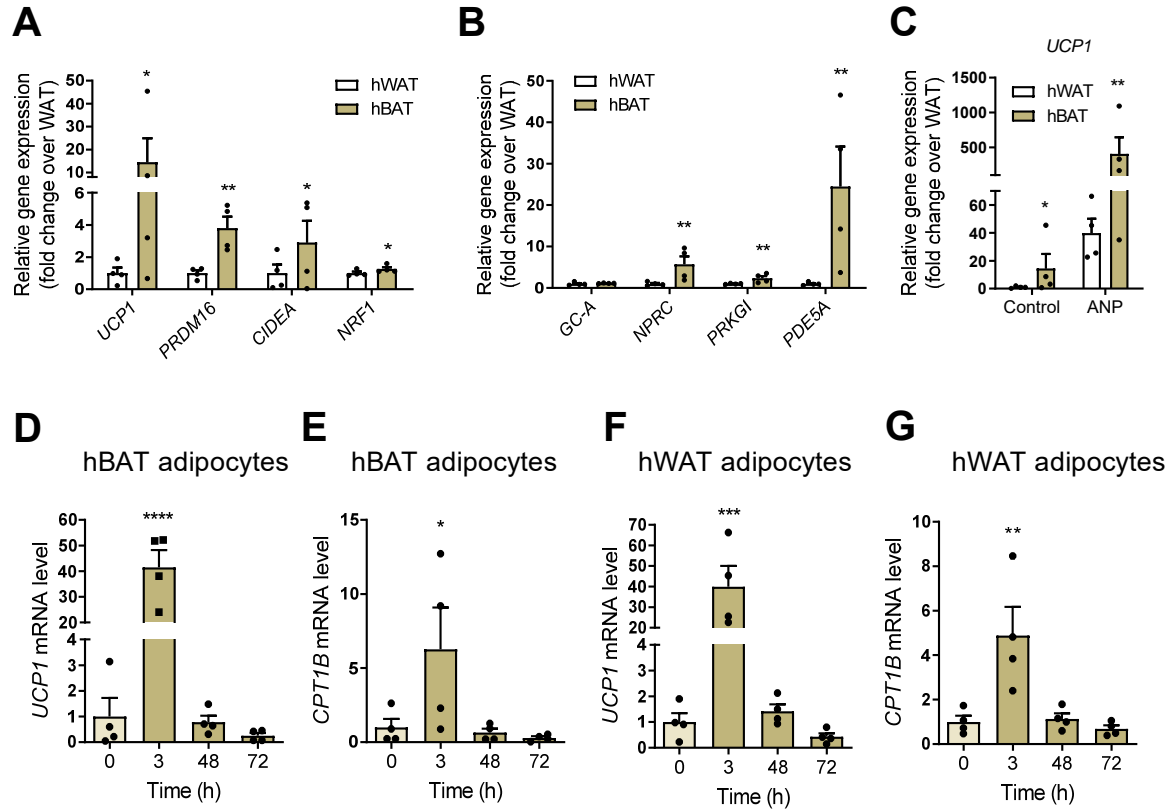 A
Relative gene expression
(fold change over WAT)
50
40
30
20
10
6
4
2
0
*
**
*
*
hWAT
hBAT
UCP1
PRDM16
CIDEA
NRF1
B
Relative gene expression
(fold change over WAT)
50
40
30
20
10
0
hWAT
hBAT
**
**
**
GC-A
NPRC
PRKGI
PDE5A
C
UCP1
Relative gene expression
(fold change over WAT)
1500
1000
500
60
40
20
0
hWAT
hBAT
*
**
Control
ANP
D
hBAT adipocytes
UCP1 mRNA level
60
50
40
30
20
4
3
2
1
0
****
0 3 48 72
Time (h)
E
hBAT adipocytes
CPT1B mRNA level
15
10
5
0
*
0 3 48 72
Time (h)
F
hWAT adipocytes
UCP1 mRNA level
70
60
50
40
30
20
4
3
2
1
0
***
0 3 48 72
Time (h)
G
hWAT adipocytes
CPT1B mRNA level
10
8
6
4
2
0
**
0 3 48 72
Time (h)